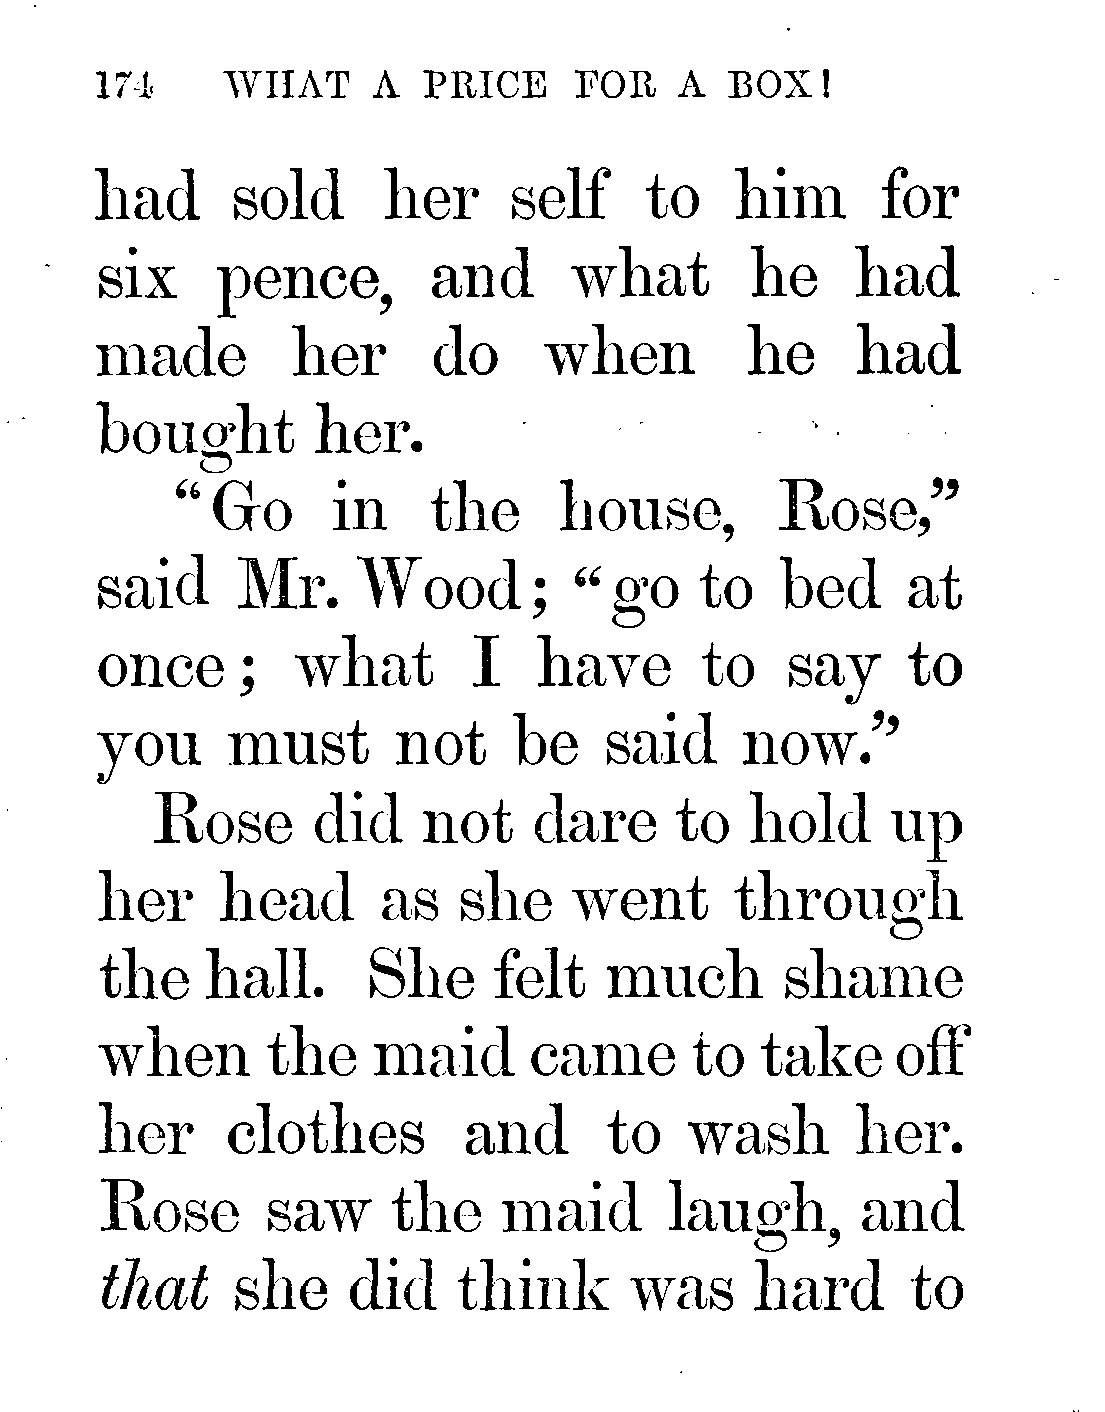 174 WHAT A PRICE FOR A BOX!
had sold her self to him for
six pence, and what he had
made her do when he had
bought her.
“Go in the house, Rose,”
said Mr. Wood; “go to bed at
once; what I have to say to
you must not be said now.”
Rose did not dare to hold up
her head as she went through
the hall. She felt much shame
when the maid came to take off
her clothes and to wash her.
Rose saw the maid laugh, and
that she did think was hard to